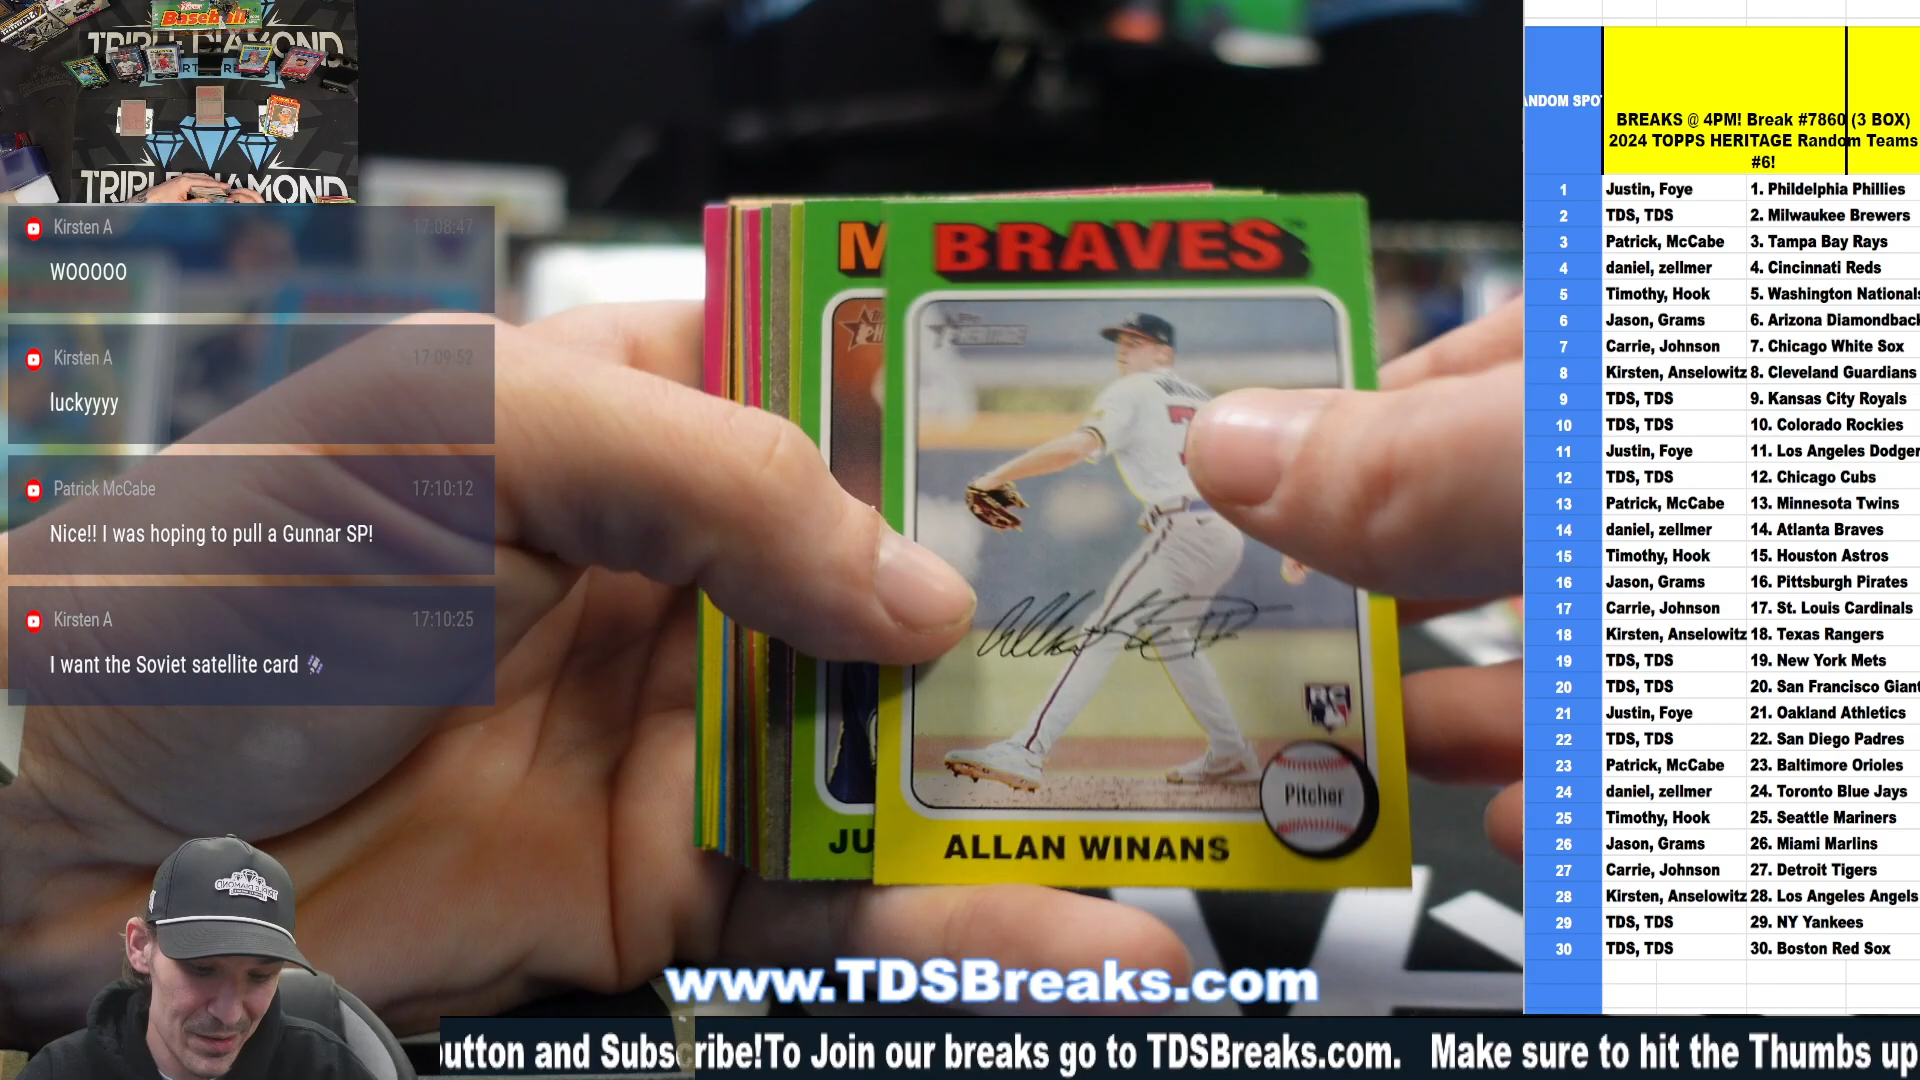 Baseball
TRIPLE DIAMOND
TRIPLE DIAMOND
Kirsten A 17:08:47
WOOOOO
Kirsten A 17:09:52
luckyyyy
Patrick McCabe 17:10:12
Nice!! I was hoping to pull a Gunnar SP!
Kirsten A 17:10:25
I want the Soviet satellite card
M
BRAVES
RC
Pitcher
JU
ALLAN WINANS
TRIPLE DIAMOND
www.TDSBreaks.com
utton and Subscribe!To Join our breaks go to TDSBreaks.com. Make sure to hit the Thumbs up
ANDOM SPO
BREAKS @ 4PM! Break #7860 (3 BOX)
2024 TOPPS HERITAGE Random Teams
#6!
1 Justin, Foye 1. Phildelphia Phillies
2 TDS, TDS 2. Milwaukee Brewers
3 Patrick, McCabe 3. Tampa Bay Rays
4 daniel, zellmer 4. Cincinnati Reds
5 Timothy, Hook 5. Washington Nationals
6 Jason, Grams 6. Arizona Diamondback
7 Carrie, Johnson 7. Chicago White Sox
8 Kirsten, Anselowitz 8. Cleveland Guardians
9 TDS, TDS 9. Kansas City Royals
10 TDS, TDS 10. Colorado Rockies
11 Justin, Foye 11. Los Angeles Dodger
12 TDS, TDS 12. Chicago Cubs
13 Patrick, McCabe 13. Minnesota Twins
14 daniel, zellmer 14. Atlanta Braves
15 Timothy, Hook 15. Houston Astros
16 Jason, Grams 16. Pittsburgh Pirates
17 Carrie, Johnson 17. St. Louis Cardinals
18 Kirsten, Anselowitz 18. Texas Rangers
19 TDS, TDS 19. New York Mets
20 TDS, TDS 20. San Francisco Giant
21 Justin, Foye 21. Oakland Athletics
22 TDS, TDS 22. San Diego Padres
23 Patrick, McCabe 23. Baltimore Orioles
24 daniel, zellmer 24. Toronto Blue Jays
25 Timothy, Hook 25. Seattle Mariners
26 Jason, Grams 26. Miami Marlins
27 Carrie, Johnson 27. Detroit Tigers
28 Kirsten, Anselowitz 28. Los Angeles Angels
29 TDS, TDS 29. NY Yankees
30 TDS, TDS 30. Boston Red Sox